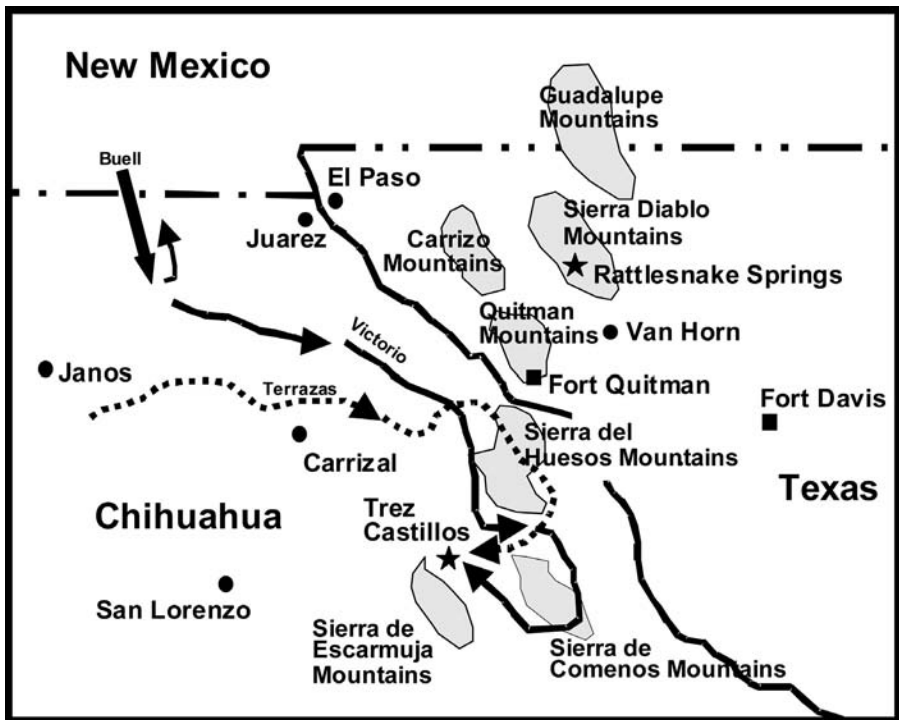 New Mexico
Guadalupe
Mountains
Buell
El Paso
Juarez
Carrizo
Mountains
Sierra Diablo
Mountains
Rattlesnake Springs
Quitman
Mountains
Van Horn
Victorio
Janos
Terrazas
Fort Quitman
Fort Davis
Carrizal
Sierra del
Huesos Mountains
Texas
Chihuahua
Trez
Castillos
San Lorenzo
Sierra de
Escarmuja
Mountains
Sierra de
Comenos Mountains